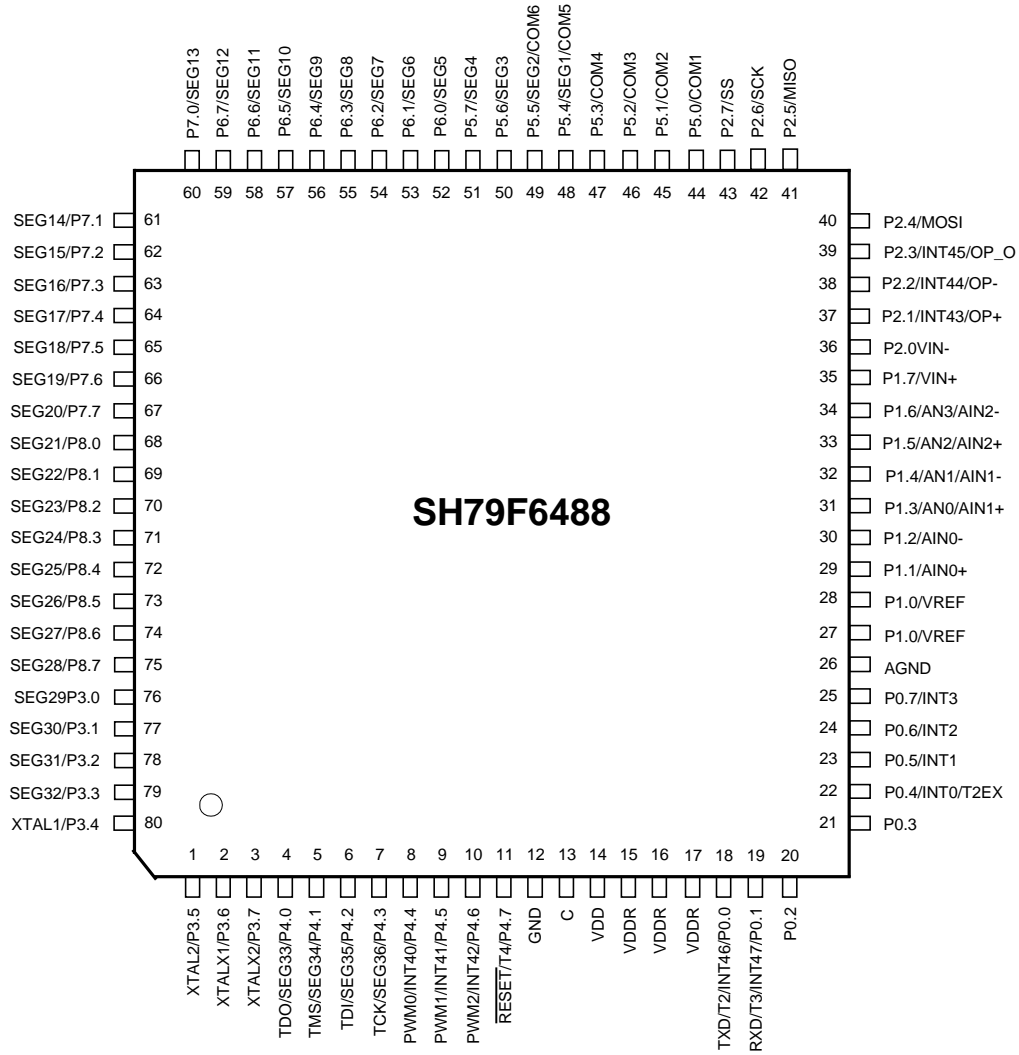 P7.0/SEG13
P6.7/SEG12
P6.6/SEG11
P6.5/SEG10
P6.4/SEG9
P6.3/SEG8
P6.2/SEG7
P6.1/SEG6
P6.0/SEG5
P5.7/SEG4
P5.6/SEG3
P5.5/SEG2/COM6
P5.4/SEG1/COM5
P5.3/COM4
P5.2/COM3
P5.1/COM2
P5.0/COM1
P2.7/SS
P2.6/SCK
P2.5/MISO
60 59 58 57 56 55 54 53 52 51 50 49 48 47 46 45 44 43 42 41
SEG14/P7.1 61
SEG15/P7.2 62
SEG16/P7.3 63
SEG17/P7.4 64
SEG18/P7.5 65
SEG19/P7.6 66
SEG20/P7.7 67
SEG21/P8.0 68
SEG22/P8.1 69
SEG23/P8.2 70
SEG24/P8.3 71
SEG25/P8.4 72
SEG26/P8.5 73
SEG27/P8.6 74
SEG28/P8.7 75
SEG29P3.0 76
SEG30/P3.1 77
SEG31/P3.2 78
SEG32/P3.3 79
XTAL1/P3.4 80
SH79F6488
40 P2.4/MOSI
39 P2.3/INT45/OP_O
38 P2.2/INT44/OP-
37 P2.1/INT43/OP+
36 P2.0VIN-
35 P1.7/VIN+
34 P1.6/AN3/AIN2-
33 P1.5/AN2/AIN2+
32 P1.4/AN1/AIN1-
31 P1.3/AN0/AIN1+
30 P1.2/AIN0-
29 P1.1/AIN0+
28 P1.0/VREF
27 P1.0/VREF
26 AGND
25 P0.7/INT3
24 P0.6/INT2
23 P0.5/INT1
22 P0.4/INT0/T2EX
21 P0.3
1 2 3 4 5 6 7 8 9 10 11 12 13 14 15 16 17 18 19 20
XTAL2/P3.5
XTALX1/P3.6
XTALX2/P3.7
TDO/SEG33/P4.0
TMS/SEG34/P4.1
TDI/SEG35/P4.2
TCK/SEG36/P4.3
PWM0/INT40/P4.4
PWM1/INT41/P4.5
PWM2/INT42/P4.6
RESET/T4/P4.7
GND
C
VDD
VDDR
VDDR
VDDR
TXD/T2/INT46/P0.0
RXD/T3/INT47/P0.1
P0.2